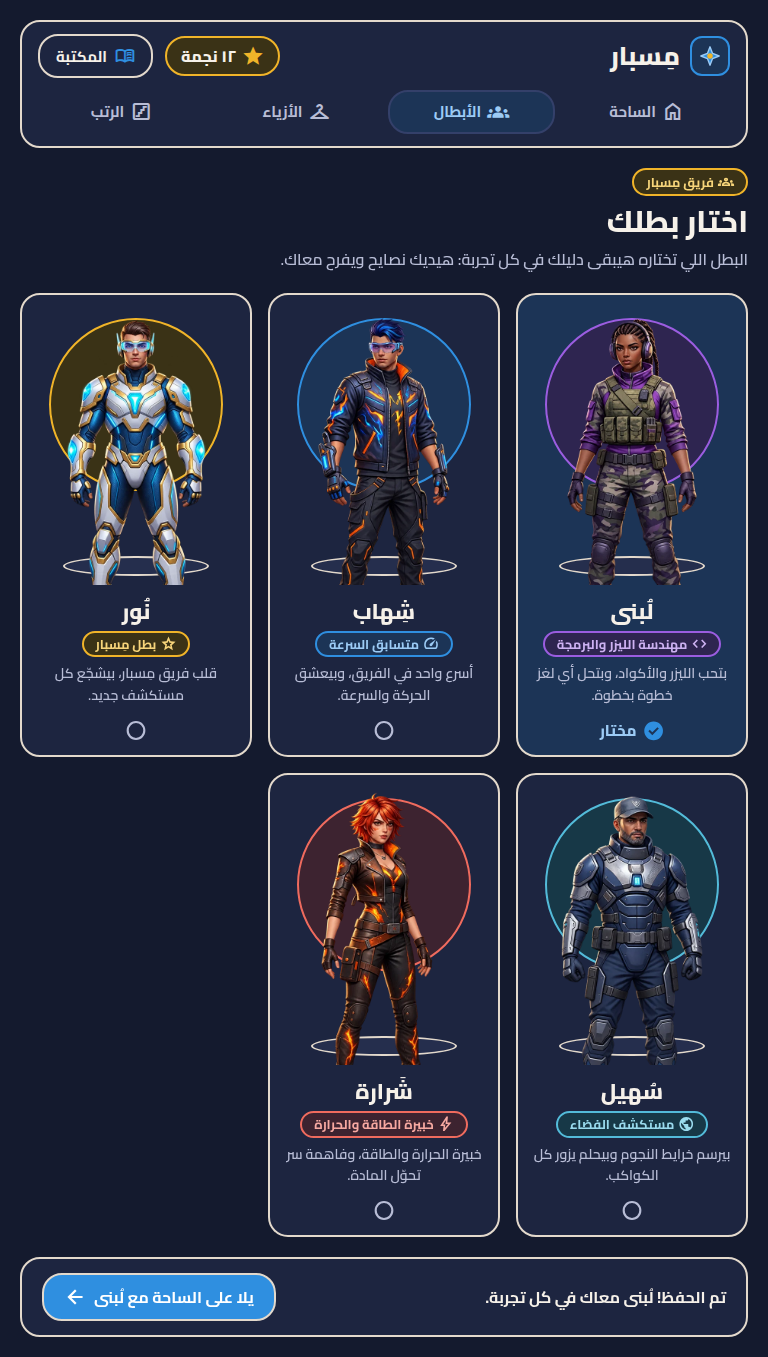 مِسبار
١٢ نجمة
المكتبة
الساحة
الأبطال
الأزياء
الرتب
فريق مِسبار
اختار بطلك
البطل اللي تختاره هيبقى دليلك في كل تجربة: هيديك نصايح ويفرح معاك.
لُبنى
مهندسة الليزر والبرمجة
بتحب الليزر والأكواد، وبتحل أي لغز
خطوة بخطوة.
مختار
شِهاب
متسابق السرعة
أسرع واحد في الفريق، وبيعشق
الحركة والسرعة.
نُور
بطل مِسبار
قلب فريق مِسبار، بيشجّع كل
مستكشف جديد.
سُهيل
مستكشف الفضاء
بيرسم خرايط النجوم وبيحلم يزور كل
الكواكب.
شَرارة
خبيرة الطاقة والحرارة
خبيرة الحرارة والطاقة، وفاهمة سر
تحوّل المادة.
تم الحفظ! لُبنى معاك في كل تجربة.
يلا على الساحة مع لُبنى